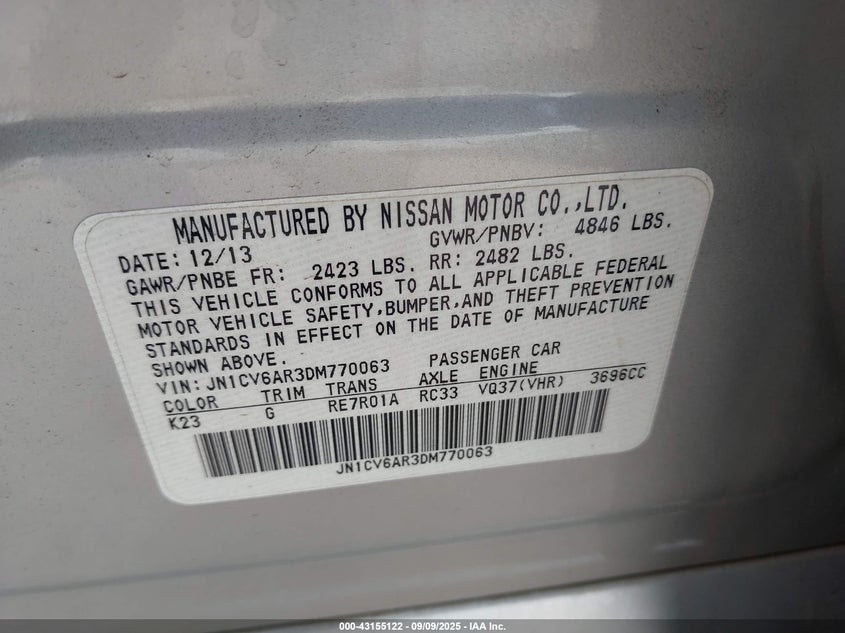 MANUFACTURED BY NISSAN MOTOR CO.,LTD.
DATE: 12/13 GVWR/PNBV: 4846 LBS.
GAWR/PNBE FR: 2423 LBS. RR: 2482 LBS.
THIS VEHICLE CONFORMS TO ALL APPLICABLE FEDERAL
MOTOR VEHICLE SAFETY,BUMPER,AND THEFT PREVENTION
STANDARDS IN EFFECT ON THE DATE OF MANUFACTURE
SHOWN ABOVE.
VIN: JN1CV6AR3DM770063 PASSENGER CAR
COLOR TRIM TRANS AXLE ENGINE
K23 G RE7R01A RC33 VQ37(VHR) 3696CC
JN1CV6AR3DM770063
000-43155122 - 09/09/2025 - IAA Inc.